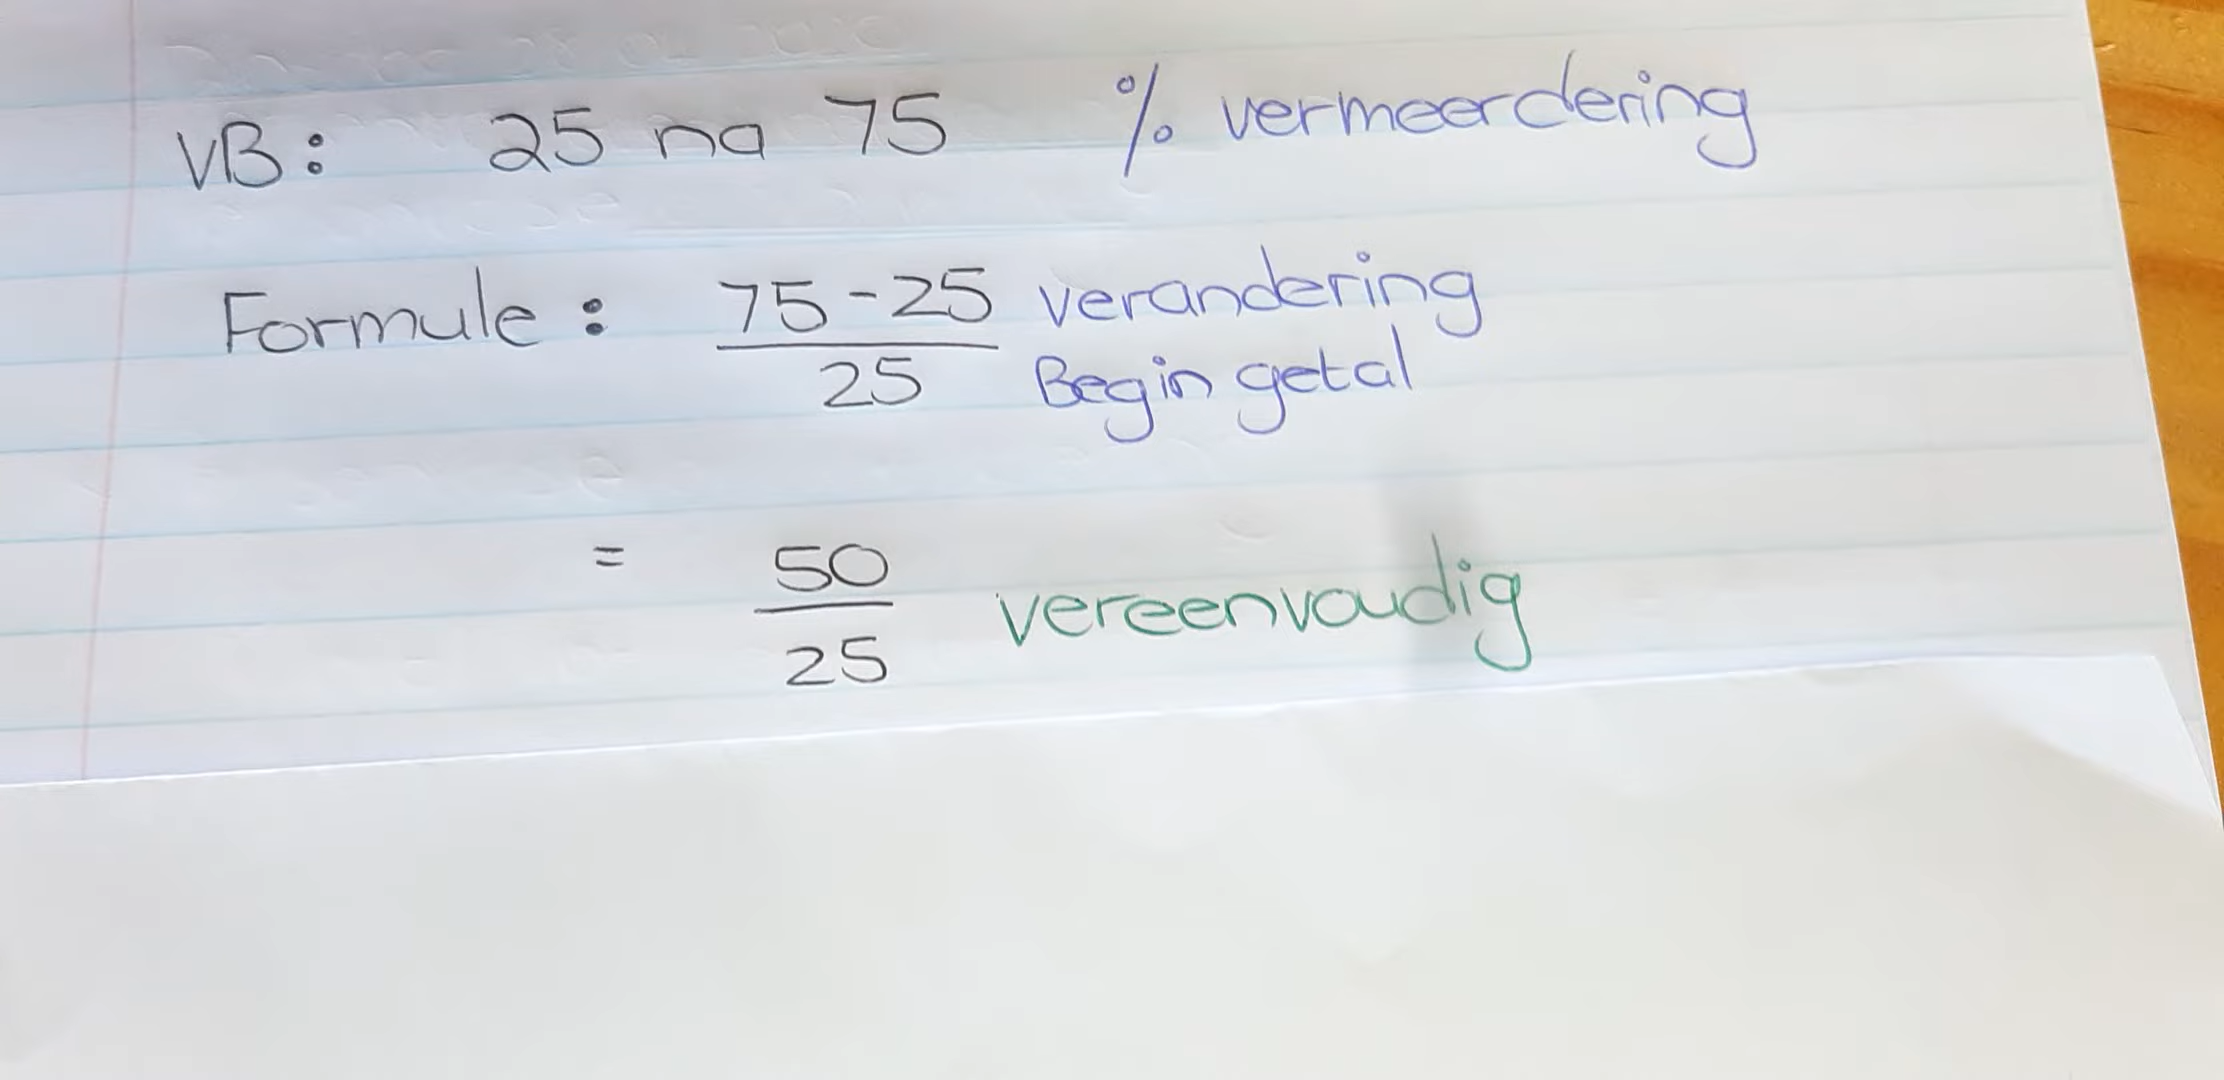 VB: 25 na 75 % vermeerdering
Formule: 75-25 verandering
25 Begin getal
= 50
25 vereenvoudig